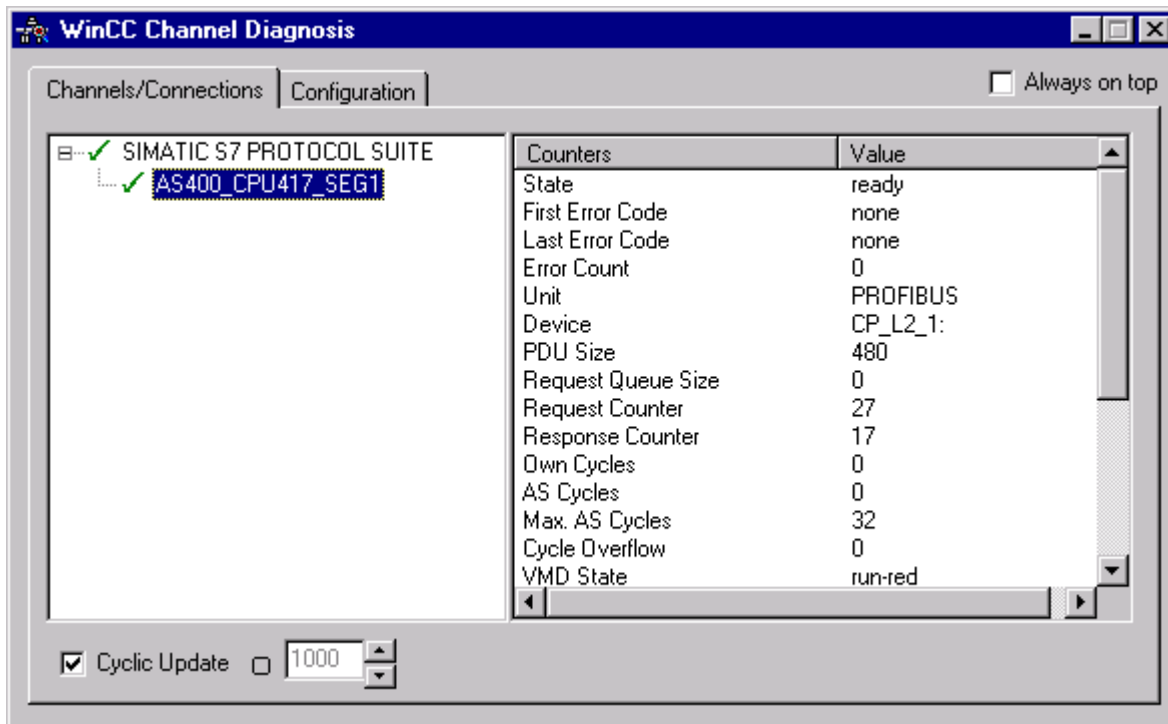 WinCC Channel Diagnosis
Channels/Connections Configuration Always on top
SIMATIC S7 PROTOCOL SUITE
AS400_CPU417_SEG1
Counters Value
State ready
First Error Code none
Last Error Code none
Error Count 0
Unit PROFIBUS
Device CP_L2_1:
PDU Size 480
Request Queue Size 0
Request Counter 27
Response Counter 17
Own Cycles 0
AS Cycles 0
Max. AS Cycles 32
Cycle Overflow 0
VMD State run-red
Cyclic Update 1000